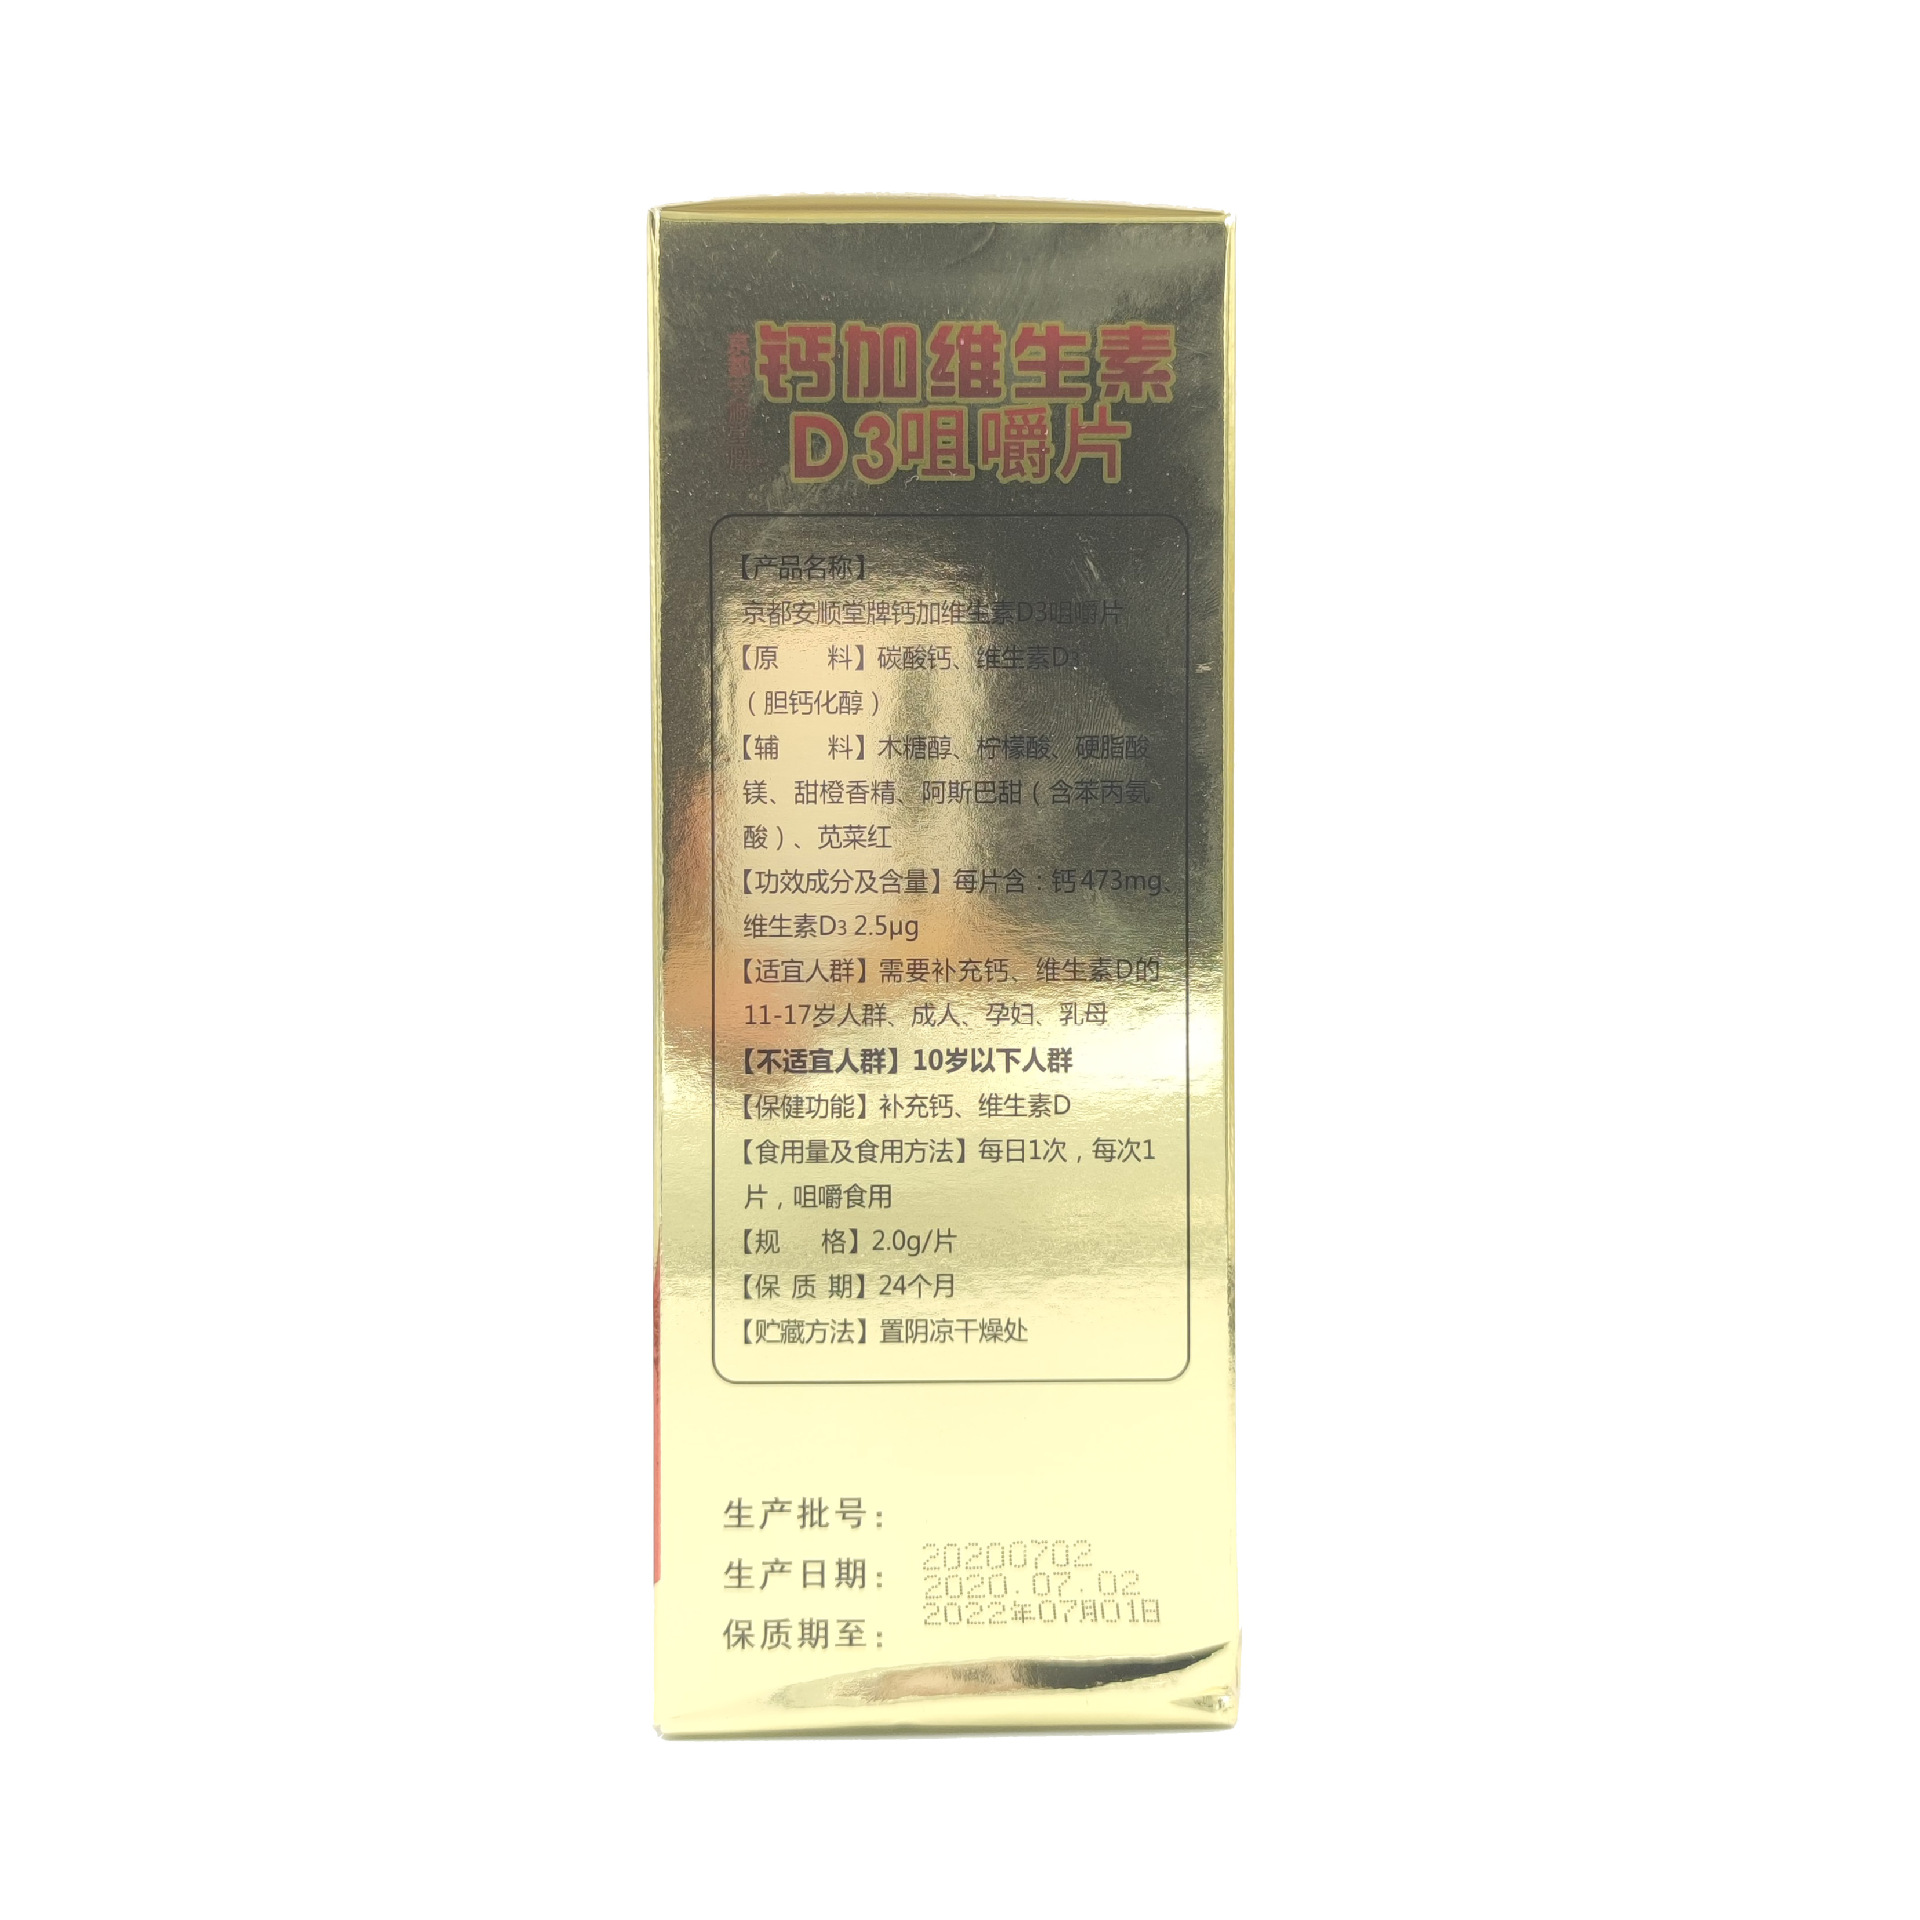 京都安顺堂牌
钙加维生素
D3咀嚼片
【产品名称】
京都安顺堂牌钙加维生素D3咀嚼片
【原 料】碳酸钙、维生素D3
（胆钙化醇）
【辅 料】木糖醇、柠檬酸、硬脂酸
镁、甜橙香精、阿斯巴甜（含苯丙氨
酸）、苋菜红
【功效成分及含量】每片含：钙473mg、
维生素D3 2.5μg
【适宜人群】需要补充钙、维生素D的
11-17岁人群、成人、孕妇、乳母
【不适宜人群】10岁以下人群
【保健功能】补充钙、维生素D
【食用量及食用方法】每日1次，每次1
片，咀嚼食用
【规 格】2.0g/片
【保 质 期】24个月
【贮藏方法】置阴凉干燥处
生产批号：
20200702
生产日期：
2020.07.02
2022年07月01日
保质期至：